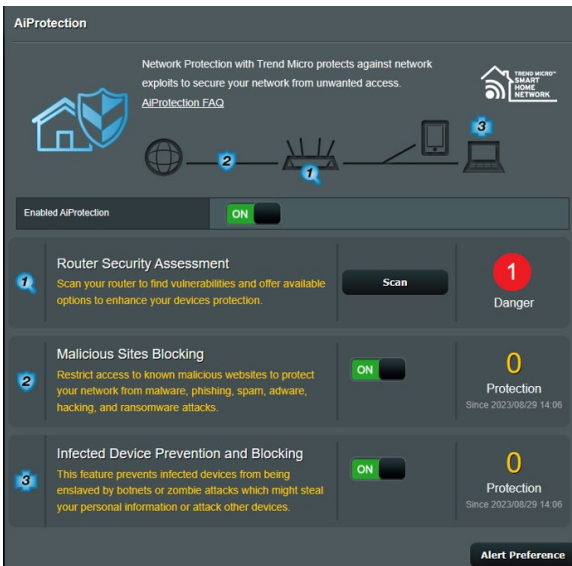 AiProtection
Network Protection with Trend Micro protects against network
exploits to secure your network from unwanted access.
AiProtection FAQ
TREND MICRO™
SMART
HOME
NETWORK
3
2
1
Enabled AiProtection
ON
1
Router Security Assessment
Scan your router to find vulnerabilities and offer available
options to enhance your devices protection.
Scan
1
Danger
2
Malicious Sites Blocking
Restrict access to known malicious websites to protect
your network from malware, phishing, spam, adware,
hacking, and ransomware attacks.
ON
0
Protection
Since 2023/08/29 14:06
3
Infected Device Prevention and Blocking
This feature prevents infected devices from being
enslaved by botnets or zombie attacks which might steal
your personal information or attack other devices.
ON
0
Protection
Since 2023/08/29 14:06
Alert Preference